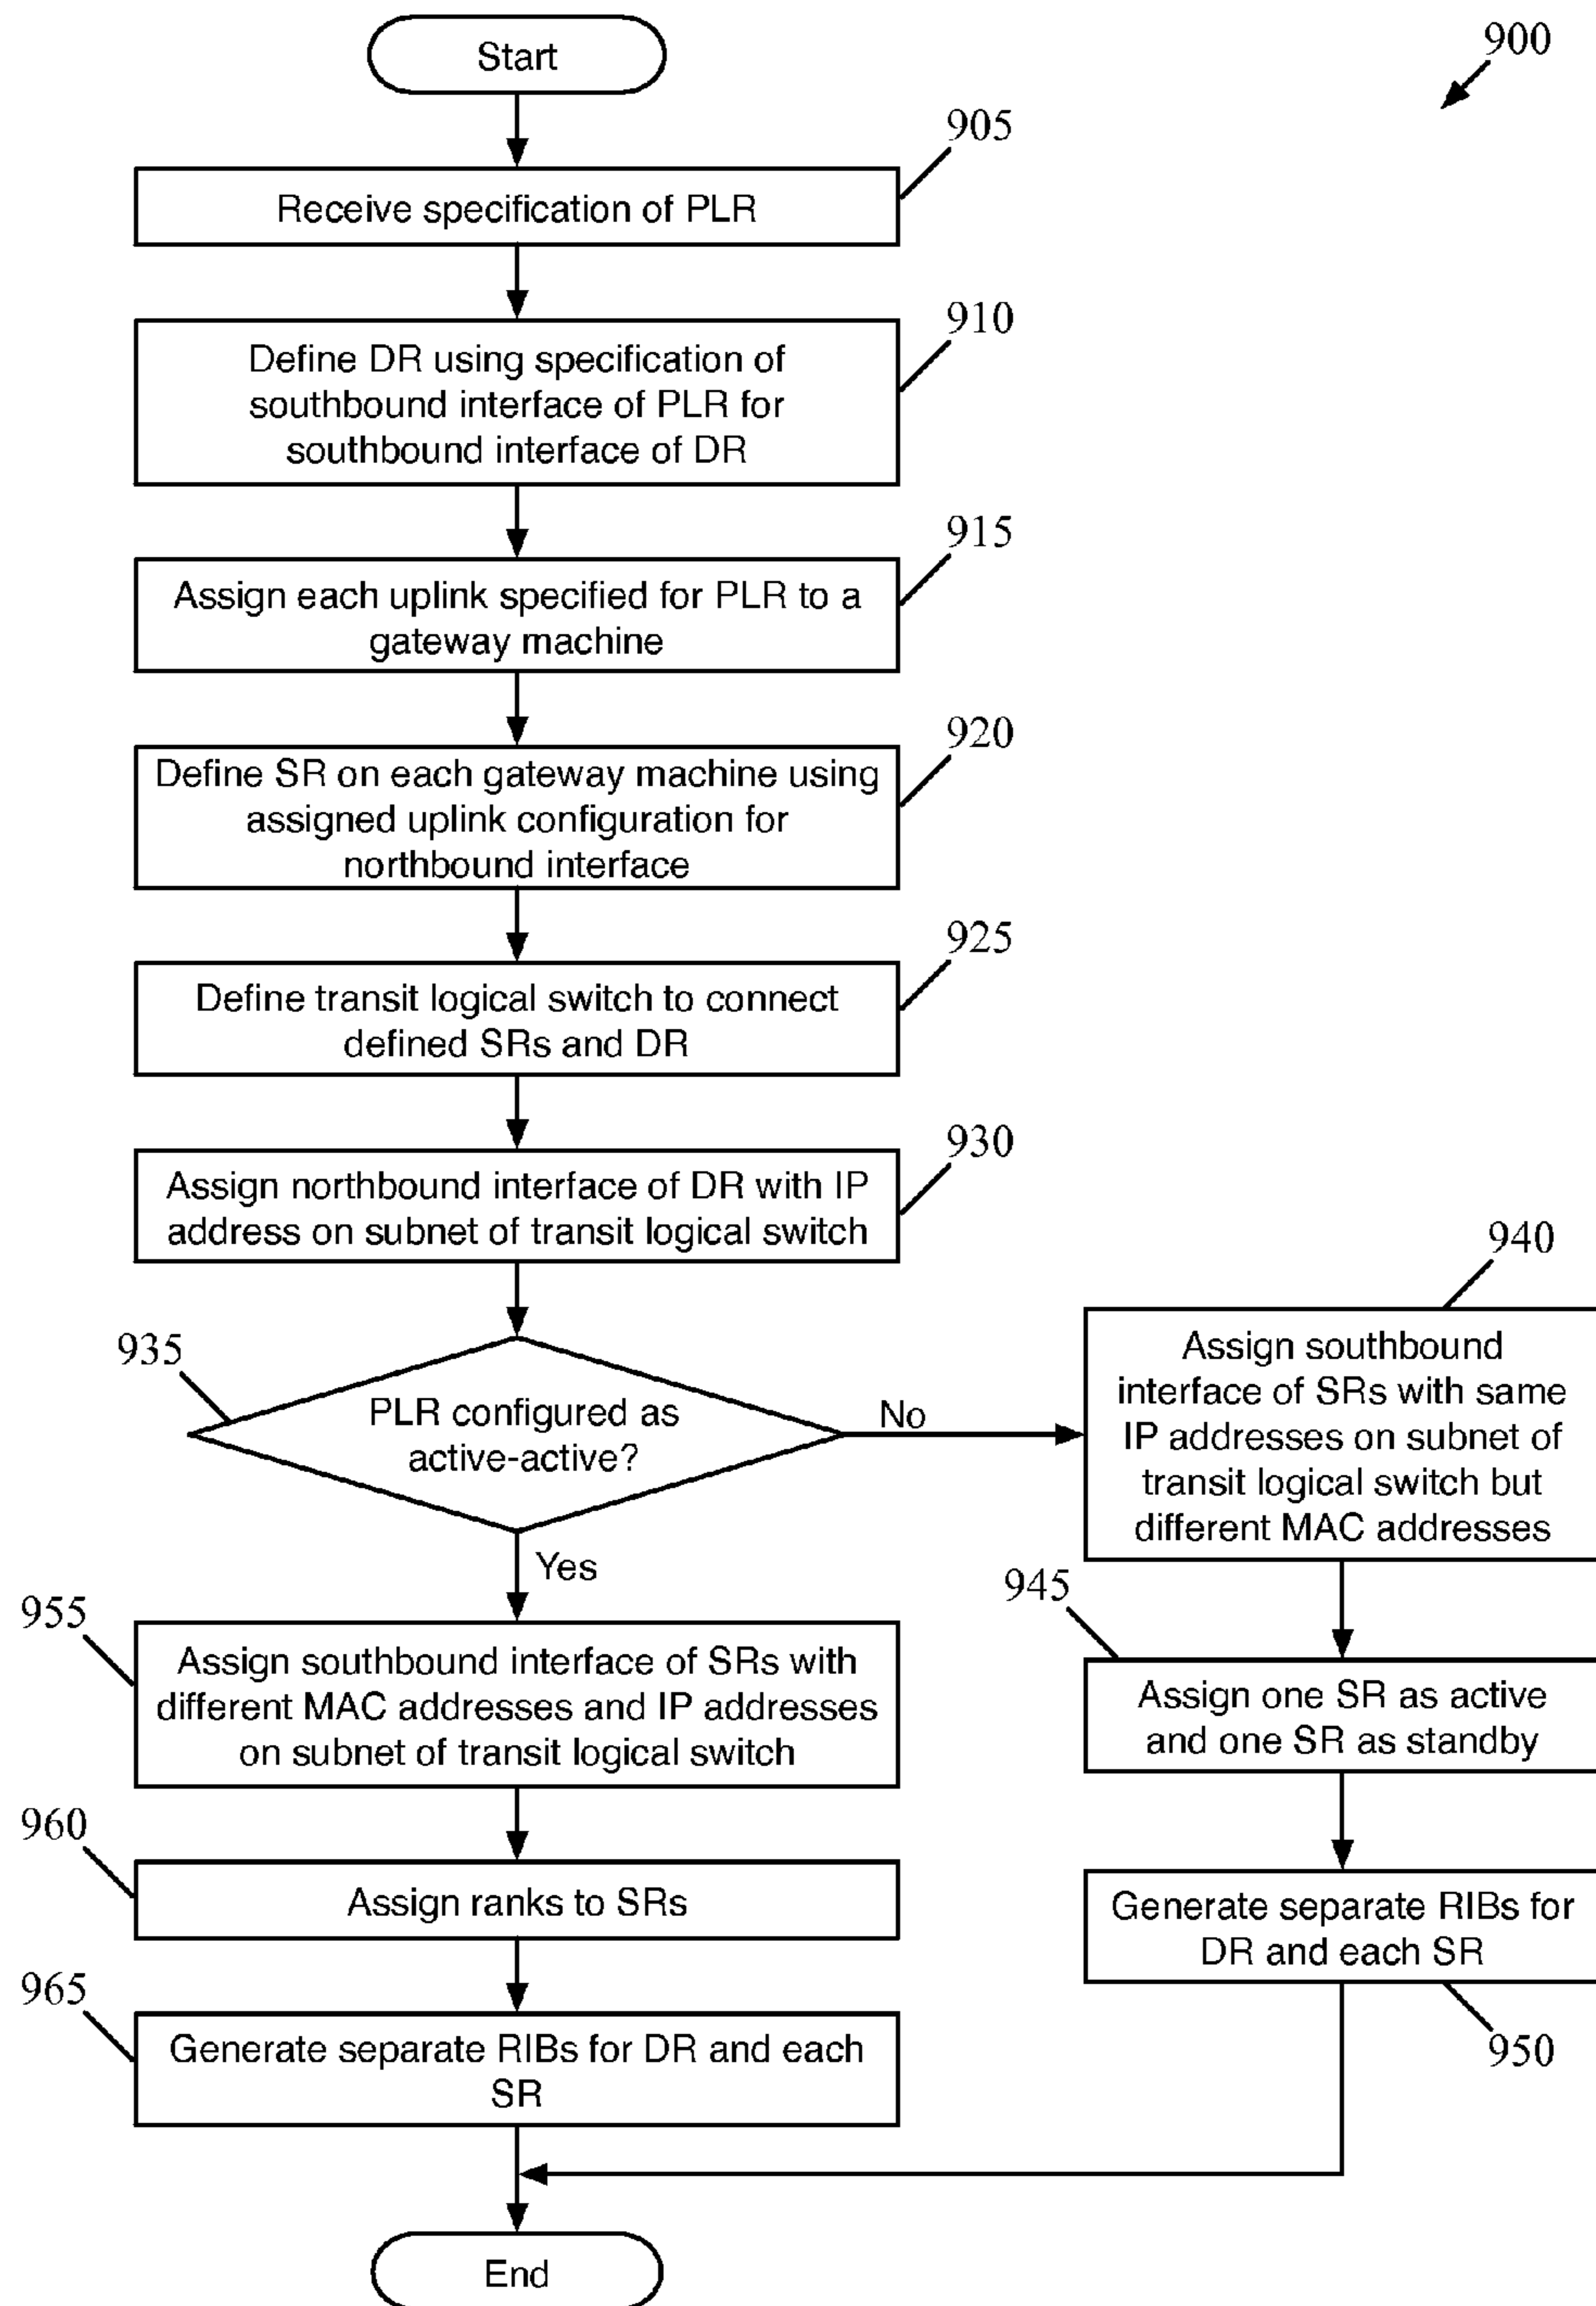 Start
900
905
Receive specification of PLR
910
Define DR using specification of
southbound interface of PLR for
southbound interface of DR
915
Assign each uplink specified for PLR to a
gateway machine
920
Define SR on each gateway machine using
assigned uplink configuration for
northbound interface
925
Define transit logical switch to connect
defined SRs and DR
930
Assign northbound interface of DR with IP
address on subnet of transit logical switch
935
PLR configured as
active-active?
No
940
Assign southbound
interface of SRs with same
IP addresses on subnet of
transit logical switch but
different MAC addresses
Yes
945
Assign one SR as active
and one SR as standby
955
Assign southbound interface of SRs with
different MAC addresses and IP addresses
on subnet of transit logical switch
960
Assign ranks to SRs
Generate separate RIBs for
DR and each SR
950
965
Generate separate RIBs for DR and each
SR
End